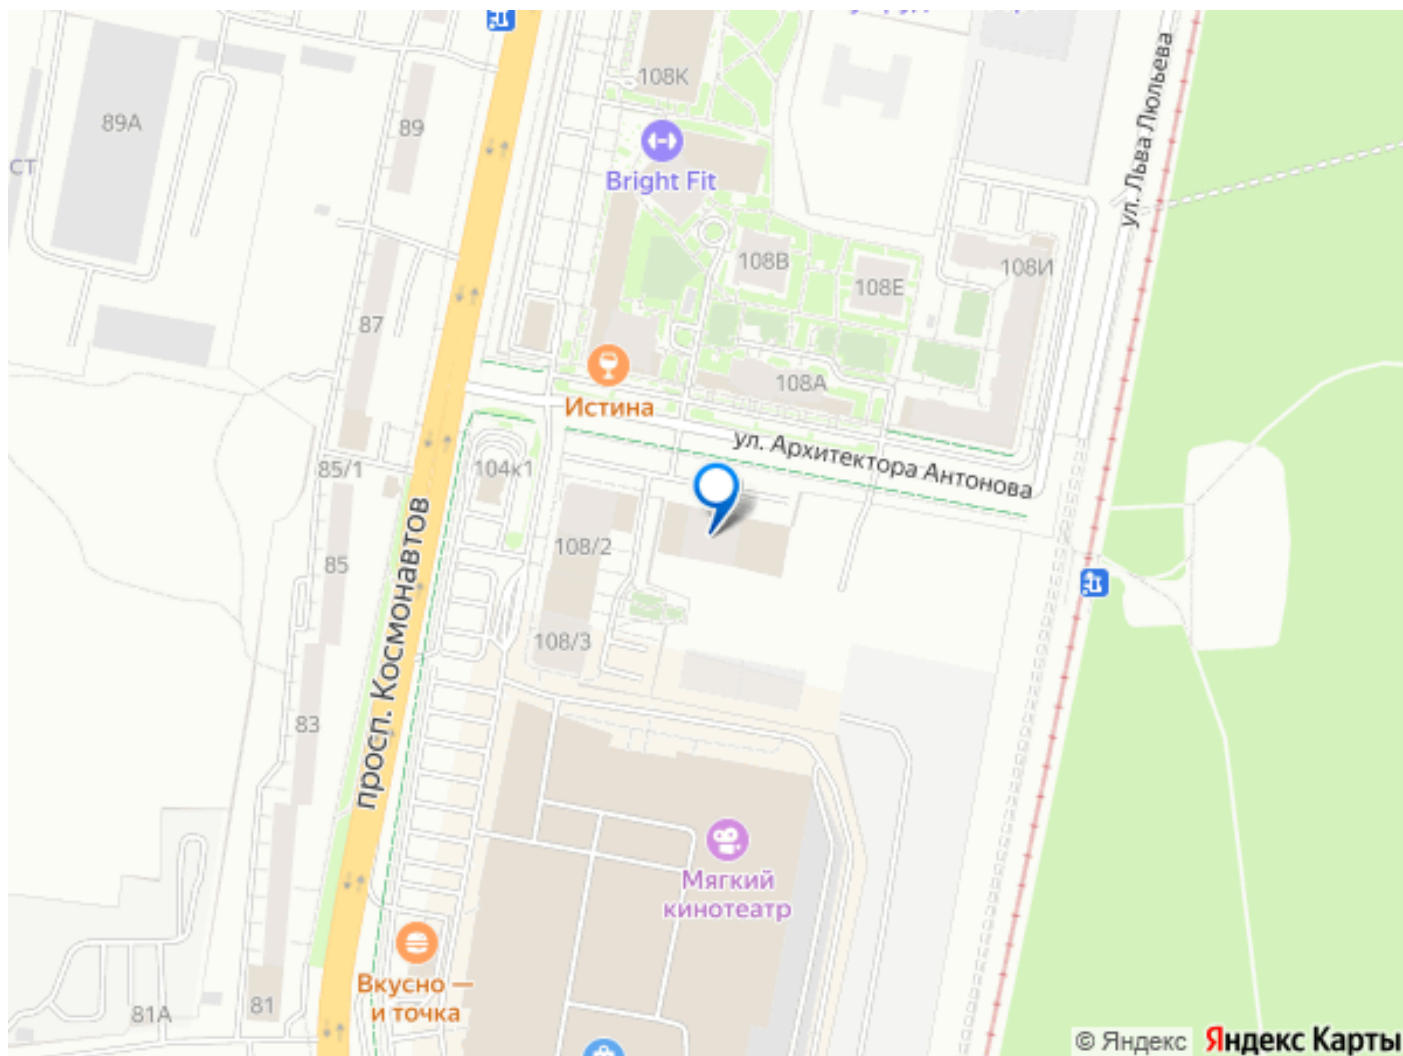 108К
89А
89
СТ
Bright Fit
ул. Льва Люльева
108В
108И
108Е
87
108А
Истина
ул. Архитектора Антонова
85/1
104к1
просп. Космонавтов
108/2
85
108/3
83
Мягкий
кинотеатр
Вкусно —
и точка
81
81А
© Яндекс
Яндекс Карты